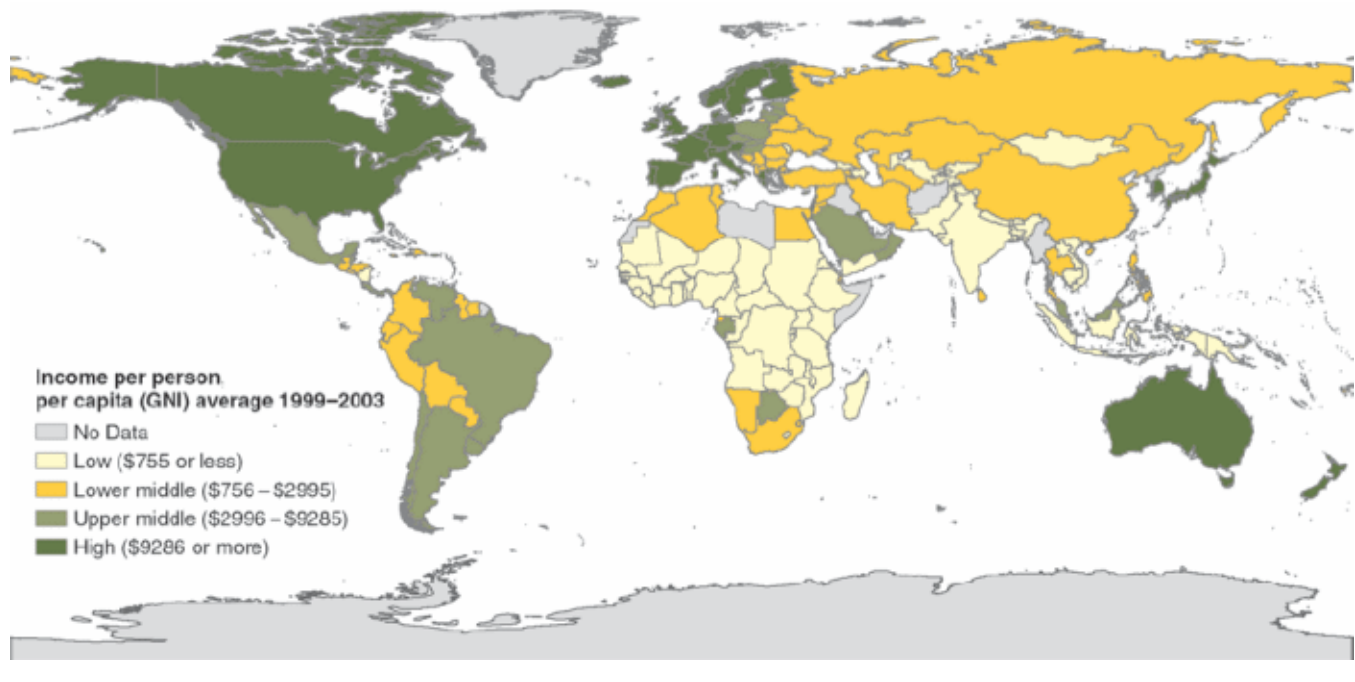 Income per person
per capita (GNI) average 1999–2003
No Data
Low ($755 or less)
Lower middle ($756 – $2995)
Upper middle ($2996 – $9285)
High ($9286 or more)